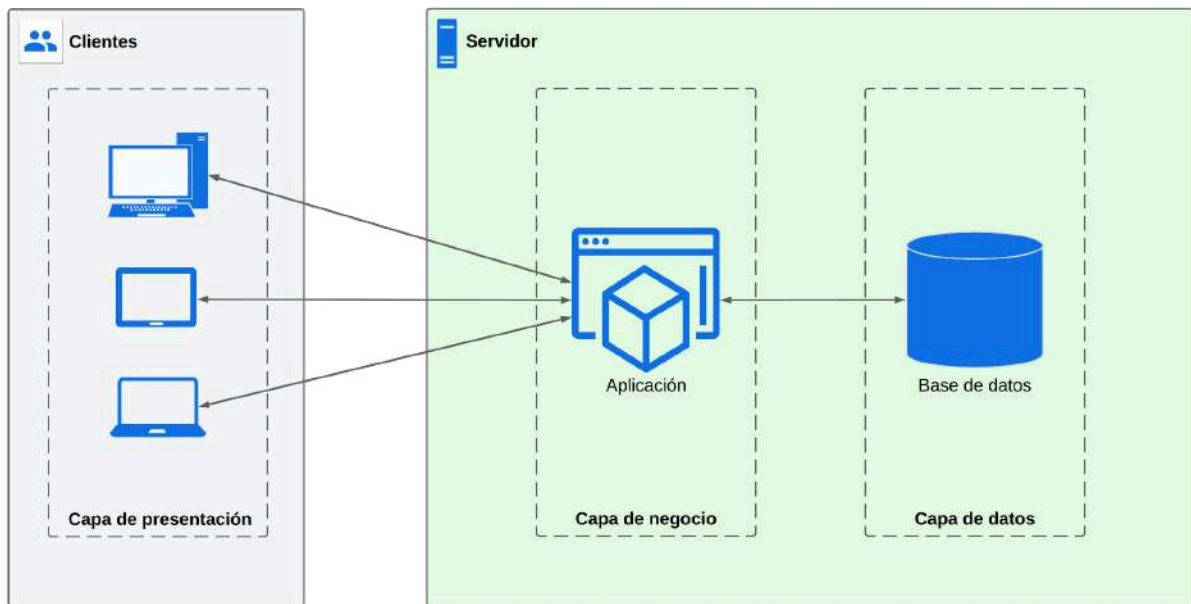 Clientes
Servidor
Aplicación
Base de datos
Capa de presentación
Capa de negocio
Capa de datos